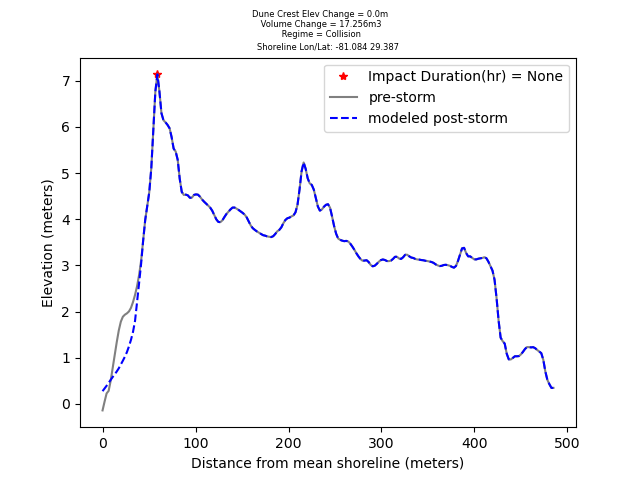 Dune Crest Elev Change = 0.0m
Volume Change = 17.256m3
Regime = Collision
Shoreline Lon/Lat: -81.084 29.387
Impact Duration(hr) = None
pre-storm
modeled post-storm
7
6
5
4
3
2
1
0
Elevation (meters)
0 100 200 300 400 500
Distance from mean shoreline (meters)